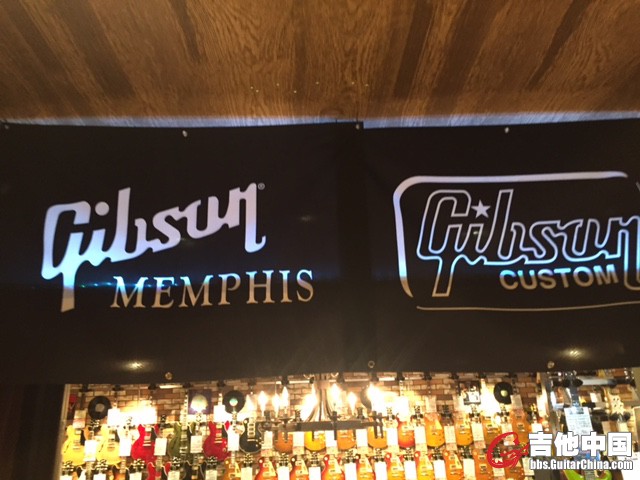 Gibson®
MEMPHIS
Gibson
CUSTOM
吉他中国
bbs.GuitarChina.com